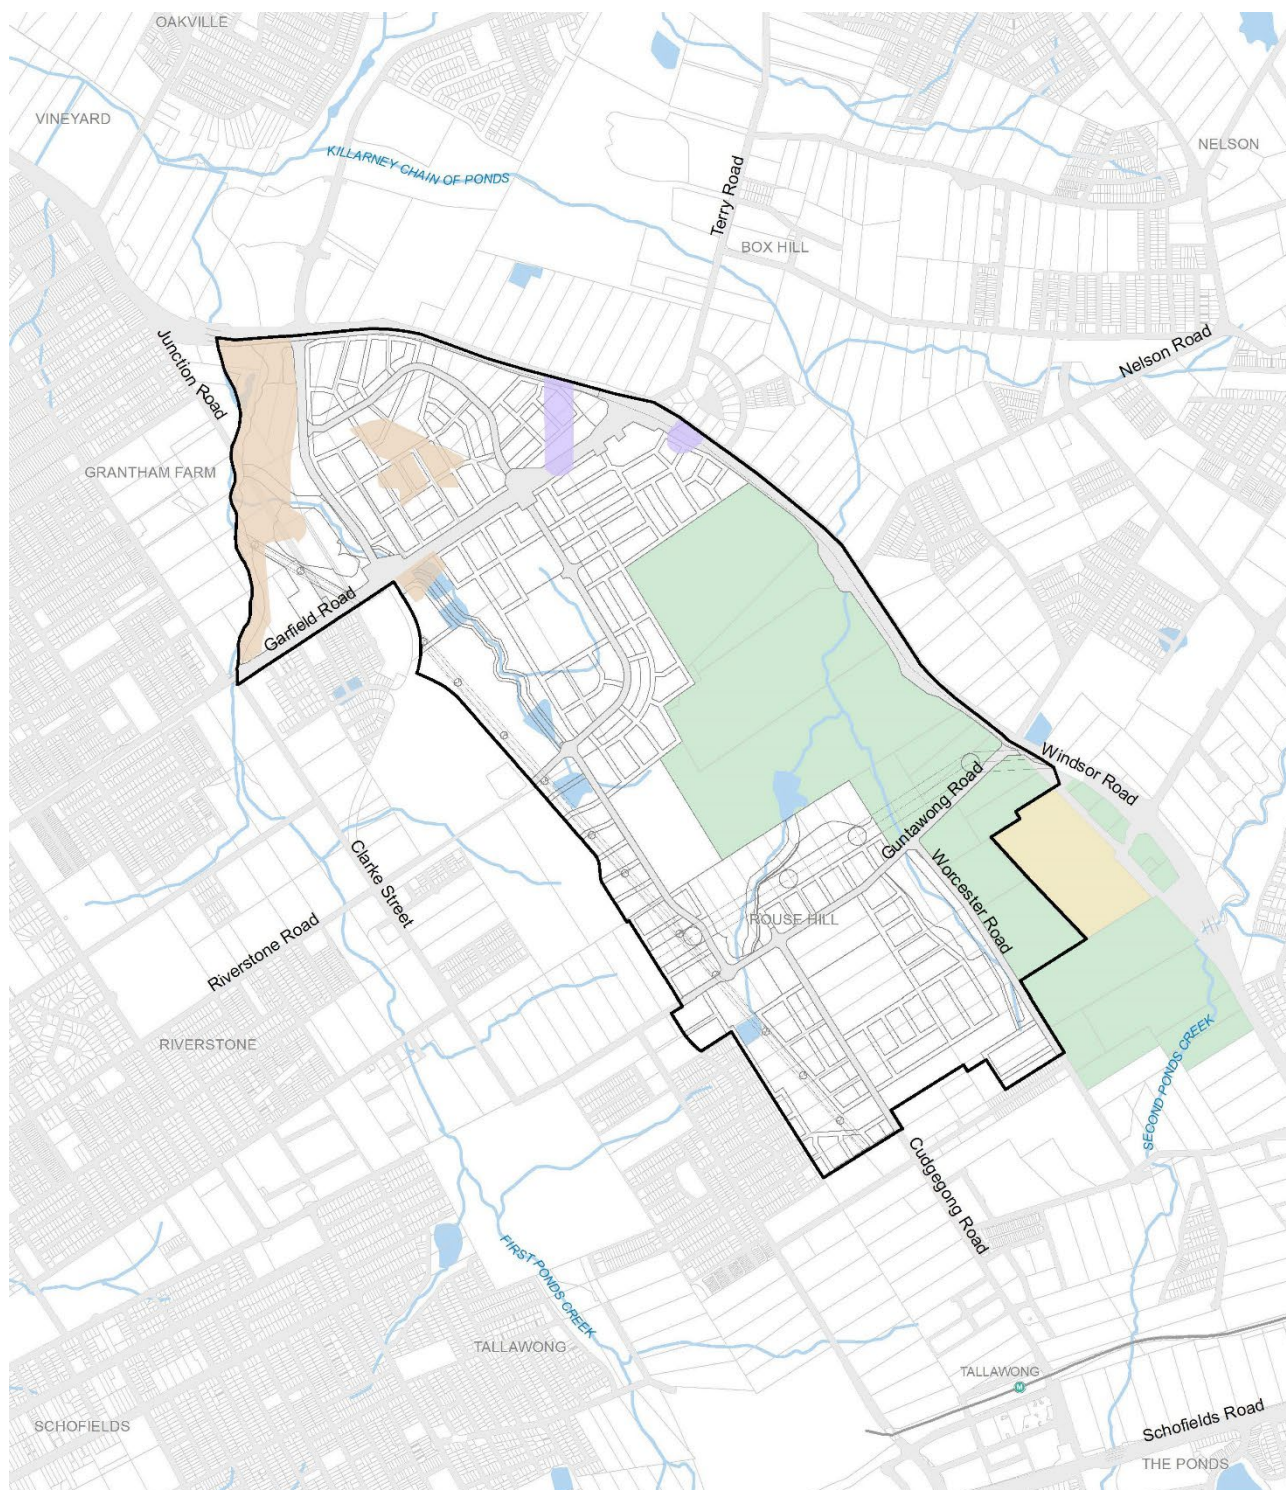 OAKVILLE
VINEYARD
NELSON
KILLARNEY CHAIN OF PONDS
Terry Road
BOX HILL
Junction Road
Nelson Road
GRANTHAM FARM
Garfield Road
Windsor Road
Guntawong Road
Clarke Street
Worcester Road
ROUSE HILL
Riverstone Road
RIVERSTONE
SECOND PONDS CREEK
Cudgegong Road
FIRST PONDS CREEK
TALLAWONG
TALLAWONG
M
SCHOFIELDS
Schofields Road
THE PONDS